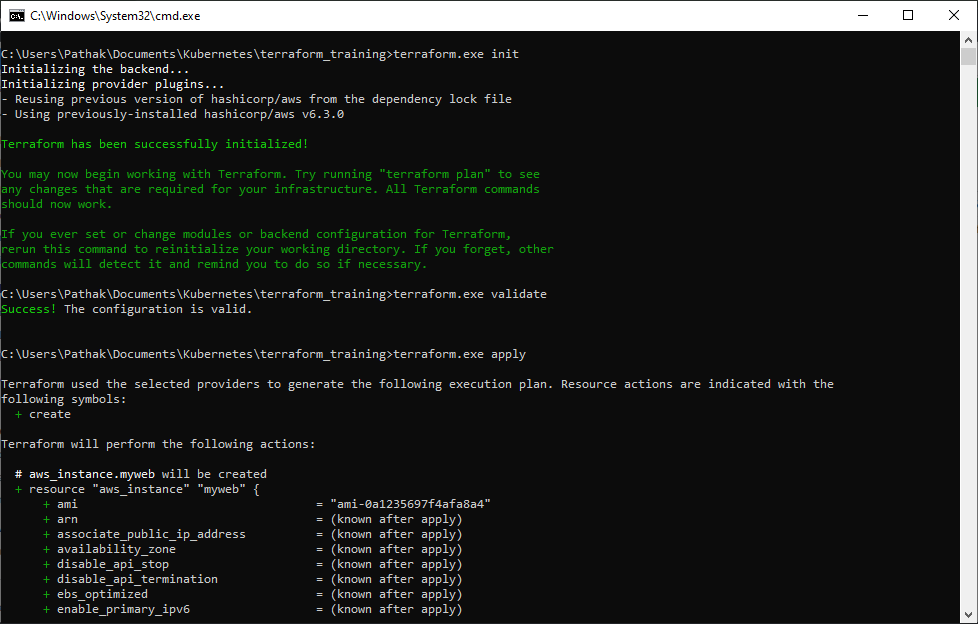 C:\Windows\System32\cmd.exe
C:\Users\Pathak\Documents\Kubernetes\terraform_training>terraform.exe init
Initializing the backend...
Initializing provider plugins...
- Reusing previous version of hashicorp/aws from the dependency lock file
- Using previously-installed hashicorp/aws v6.3.0
Terraform has been successfully initialized!
You may now begin working with Terraform. Try running "terraform plan" to see
any changes that are required for your infrastructure. All Terraform commands
should now work.
If you ever set or change modules or backend configuration for Terraform,
rerun this command to reinitialize your working directory. If you forget, other
commands will detect it and remind you to do so if necessary.
C:\Users\Pathak\Documents\Kubernetes\terraform_training>terraform.exe validate
Success! The configuration is valid.
C:\Users\Pathak\Documents\Kubernetes\terraform_training>terraform.exe apply
Terraform used the selected providers to generate the following execution plan. Resource actions are indicated with the
following symbols:
  + create
Terraform will perform the following actions:
  # aws_instance.myweb will be created
  + resource "aws_instance" "myweb" {
      + ami                                  = "ami-0a1235697f4afa8a4"
      + arn                                  = (known after apply)
      + associate_public_ip_address          = (known after apply)
      + availability_zone                    = (known after apply)
      + disable_api_stop                     = (known after apply)
      + disable_api_termination              = (known after apply)
      + ebs_optimized                        = (known after apply)
      + enable_primary_ipv6                  = (known after apply)